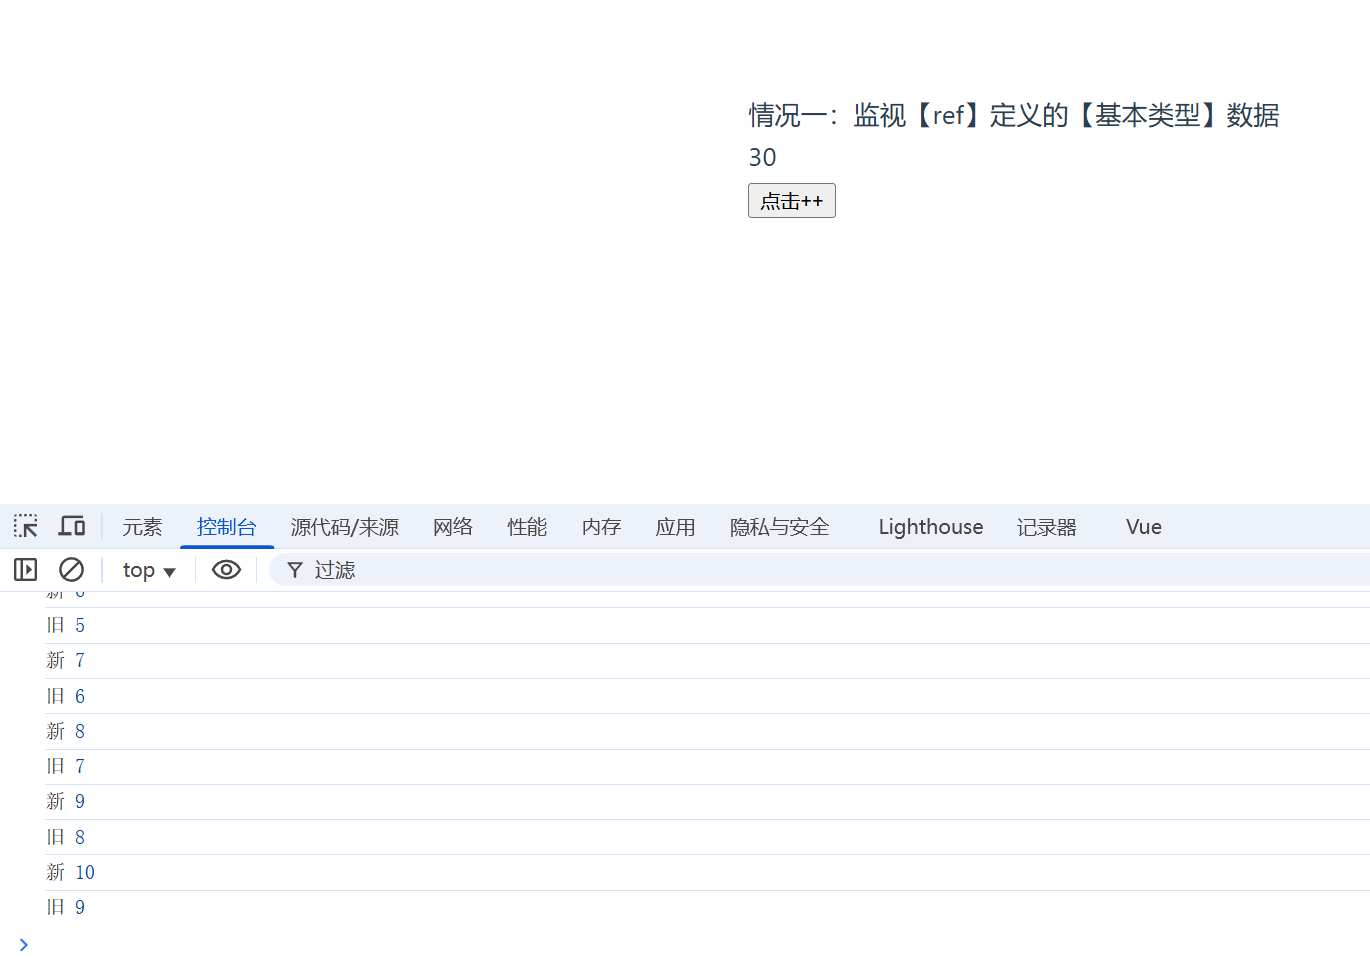 情况一：监视【ref】定义的【基本类型】数据
30
点击++
元素 控制台 源代码/来源 网络 性能 内存 应用 隐私与安全 Lighthouse 记录器 Vue
top 过滤
旧 5
新 7
旧 6
新 8
旧 7
新 9
旧 8
新 10
旧 9